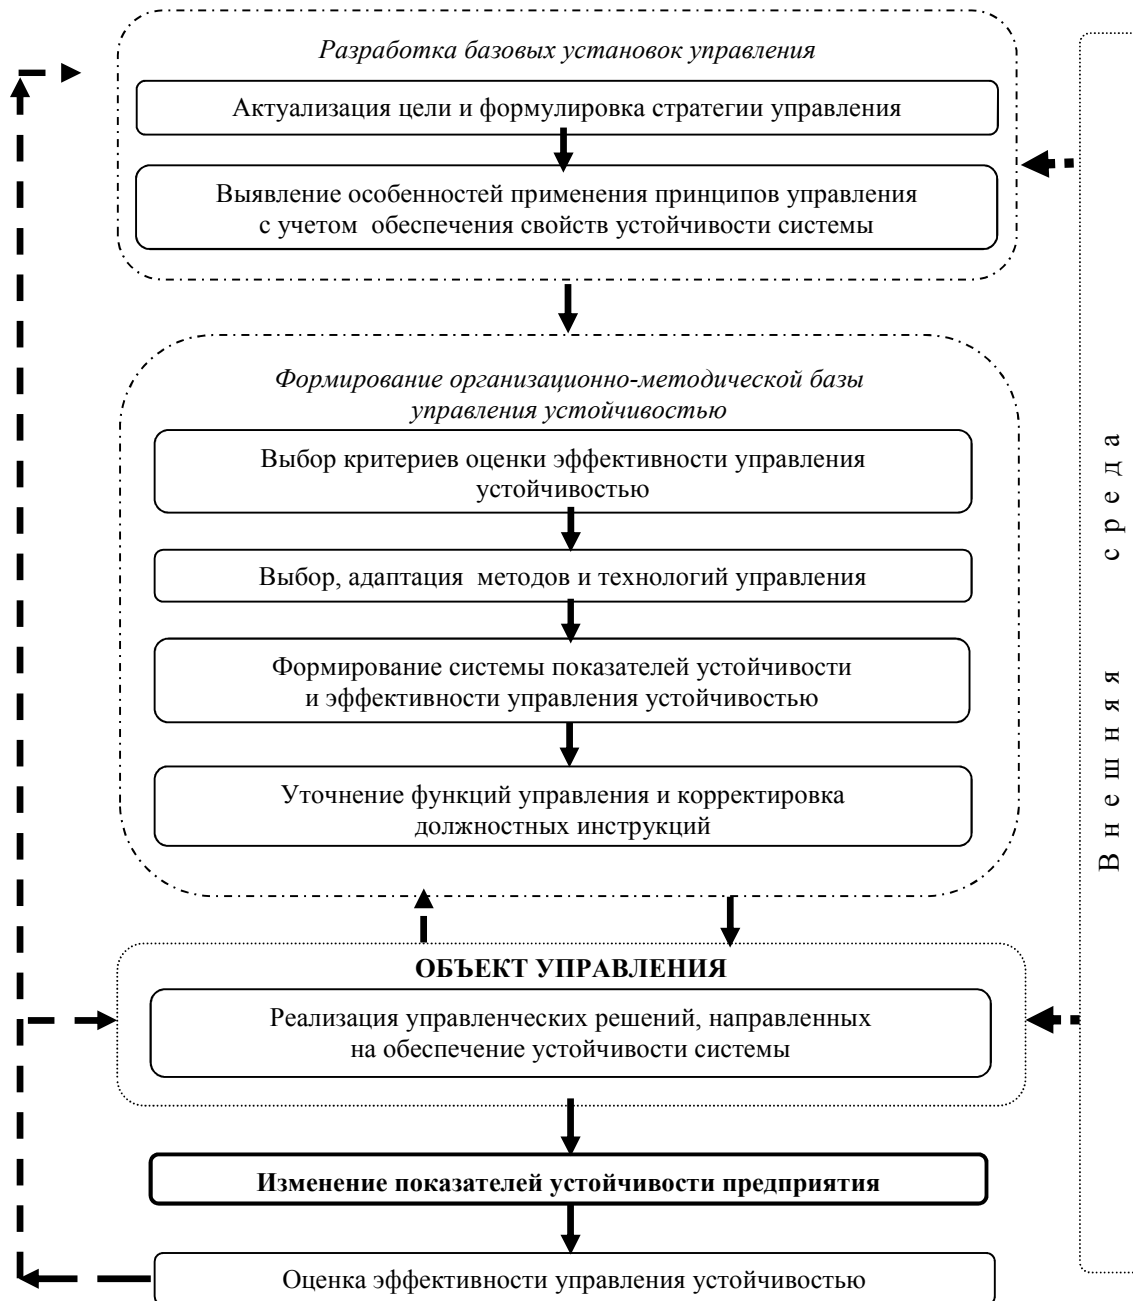 Разработка базовых установок управления
Актуализация цели и формулировка стратегии управления
Выявление особенностей применения принципов управления
с учетом обеспечения свойств устойчивости системы
Формирование организационно-методической базы
управления устойчивостью
Выбор критериев оценки эффективности управления
устойчивостью
Выбор, адаптация методов и технологий управления
Формирование системы показателей устойчивости
и эффективности управления устойчивостью
Уточнение функций управления и корректировка
должностных инструкций
ОБЪЕКТ УПРАВЛЕНИЯ
Реализация управленческих решений, направленных
на обеспечение устойчивости системы
Изменение показателей устойчивости предприятия
Оценка эффективности управления устойчивостью
Внешняя среда